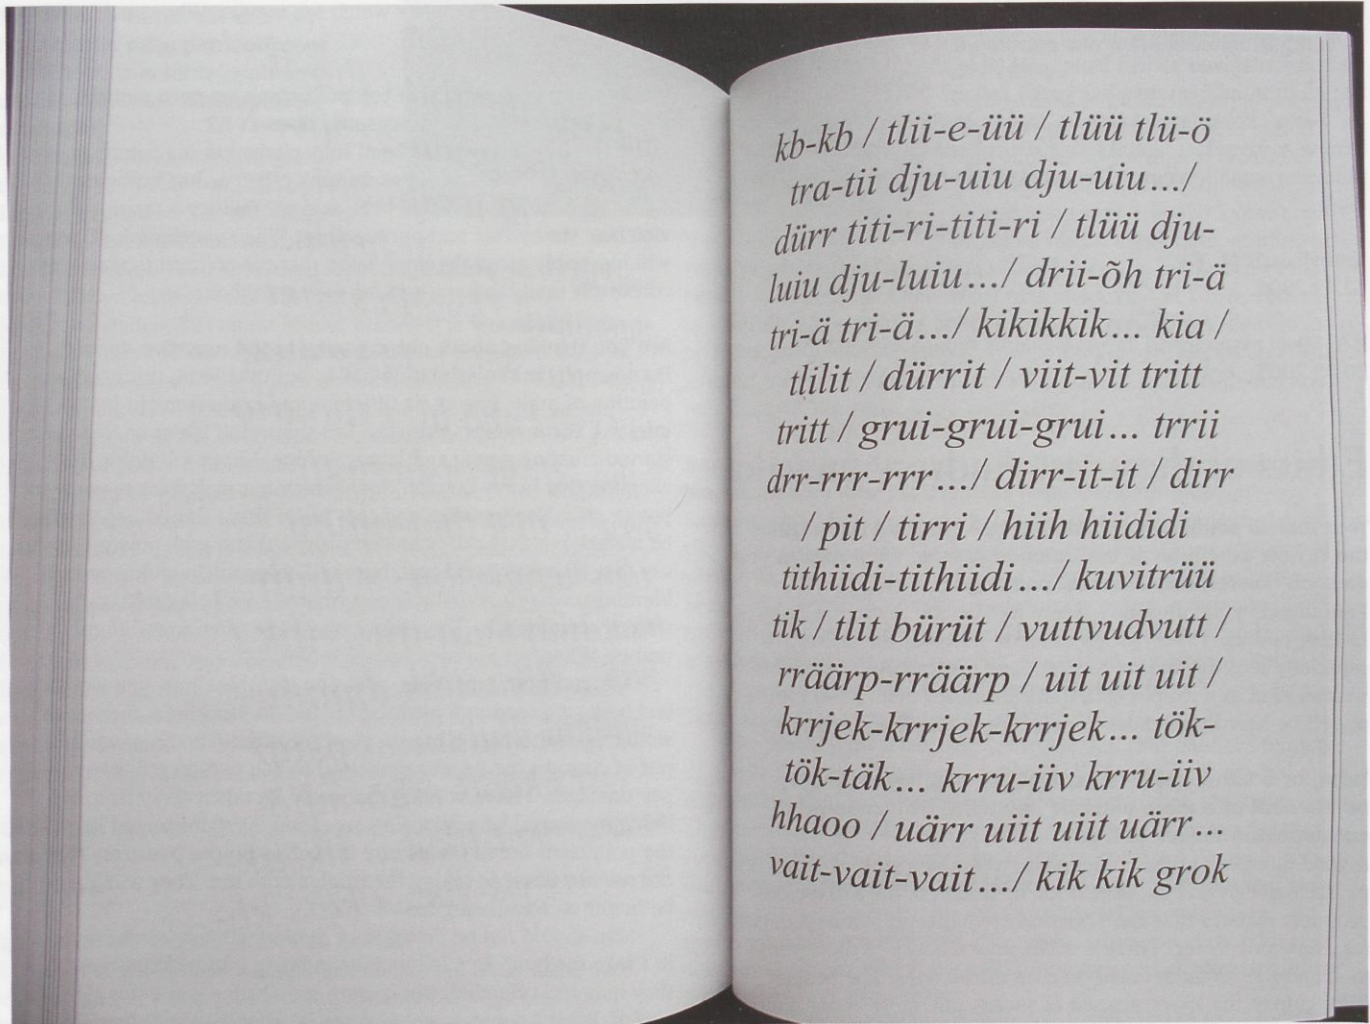 kb-kb / tlii-e-üü / tlüü tlü-ö
tra-tii dju-uiu dju-uiu.../
dürr titi-ri-titi-ri / tlüü dju-
luiu dju-luiu.../ drii-õh tri-ä
tri-ä tri-ä.../ kikikkik... kia /
tlilit / dürrit / viit-vit tritt
tritt / grui-grui-grui... trrii
drr-rrr-rrr.../ dirr-it-it / dirr
/ pit / tirri / hiih hiididi
tithiidi-tithiidi.../ kuvitrüü
tik / tlit bürüt / vuttvudvutt /
rräärp-rräärp / uit uit uit /
krrjek-krrjek-krrjek... tök-
tök-täk... krru-iiv krru-iiv
hhaoo / uärr uiit uiit uärr...
vait-vait-vait.../ kik kik grok